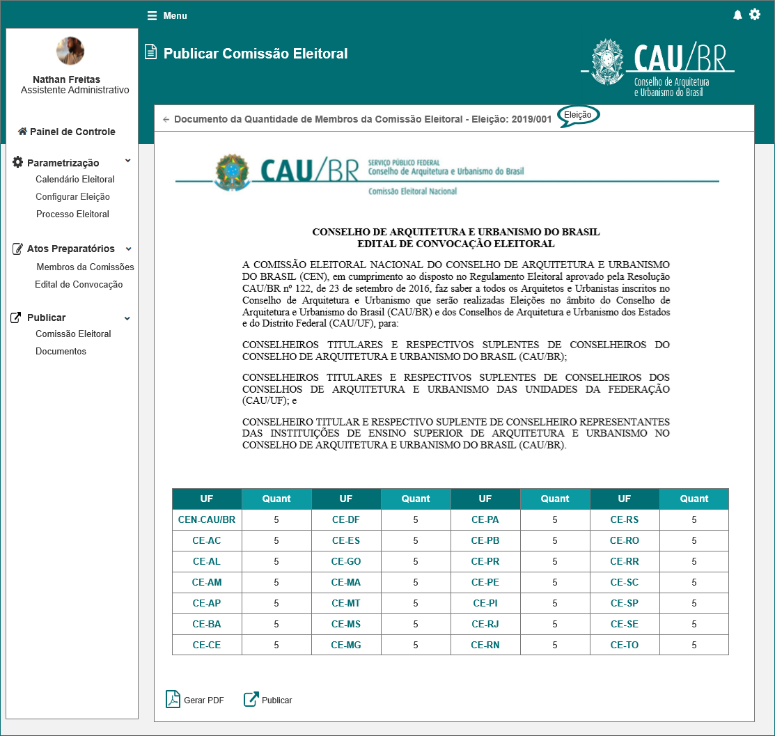 Menu
Nathan Freitas
Assistente Administrativo
Painel de Controle
Parametrização
Calendário Eleitoral
Configurar Eleição
Processo Eleitoral
Atos Preparatórios
Membros da Comissões
Edital de Convocação
Publicar
Comissão Eleitoral
Documentos
Publicar Comissão Eleitoral
CAU/BR
Conselho de Arquitetura
e Urbanismo do Brasil
Documento da Quantidade de Membros da Comissão Eleitoral - Eleição: 2019/001
Eleição
CAU/BR
SERVIÇO PÚBLICO FEDERAL
Conselho de Arquitetura e Urbanismo do Brasil
Comissão Eleitoral Nacional
CONSELHO DE ARQUITETURA E URBANISMO DO BRASIL
EDITAL DE CONVOCAÇÃO ELEITORAL
A COMISSÃO ELEITORAL NACIONAL DO CONSELHO DE ARQUITETURA E URBANISMO
DO BRASIL (CEN), em cumprimento ao disposto no Regulamento Eleitoral aprovado pela Resolução
CAU/BR nº 122, de 23 de setembro de 2016, faz saber a todos os Arquitetos e Urbanistas inscritos no
Conselho de Arquitetura e Urbanismo que serão realizadas Eleições no âmbito do Conselho de
Arquitetura e Urbanismo do Brasil (CAU/BR) e dos Conselhos de Arquitetura e Urbanismo dos Estados
e do Distrito Federal (CAU/UF), para:
CONSELHEIROS TITULARES E RESPECTIVOS SUPLENTES DE CONSELHEIROS DO
CONSELHO DE ARQUITETURA E URBANISMO DO BRASIL (CAU/BR);
CONSELHEIROS TITULARES E RESPECTIVOS SUPLENTES DE CONSELHEIROS DOS
CONSELHOS DE ARQUITETURA E URBANISMO DAS UNIDADES DA FEDERAÇÃO
(CAU/UF); e
CONSELHEIRO TITULAR E RESPECTIVO SUPLENTE DE CONSELHEIRO REPRESENTANTES
DAS INSTITUIÇÕES DE ENSINO SUPERIOR DE ARQUITETURA E URBANISMO NO
CONSELHO DE ARQUITETURA E URBANISMO DO BRASIL (CAU/BR).
UF Quant UF Quant UF Quant UF Quant
CEN-CAU/BR 5 CE-DF 5 CE-PA 5 CE-RS 5
CE-AC 5 CE-ES 5 CE-PB 5 CE-RO 5
CE-AL 5 CE-GO 5 CE-PR 5 CE-RR 5
CE-AM 5 CE-MA 5 CE-PE 5 CE-SC 5
CE-AP 5 CE-MT 5 CE-PI 5 CE-SP 5
CE-BA 5 CE-MS 5 CE-RJ 5 CE-SE 5
CE-CE 5 CE-MG 5 CE-RN 5 CE-TO 5
Gerar PDF Publicar